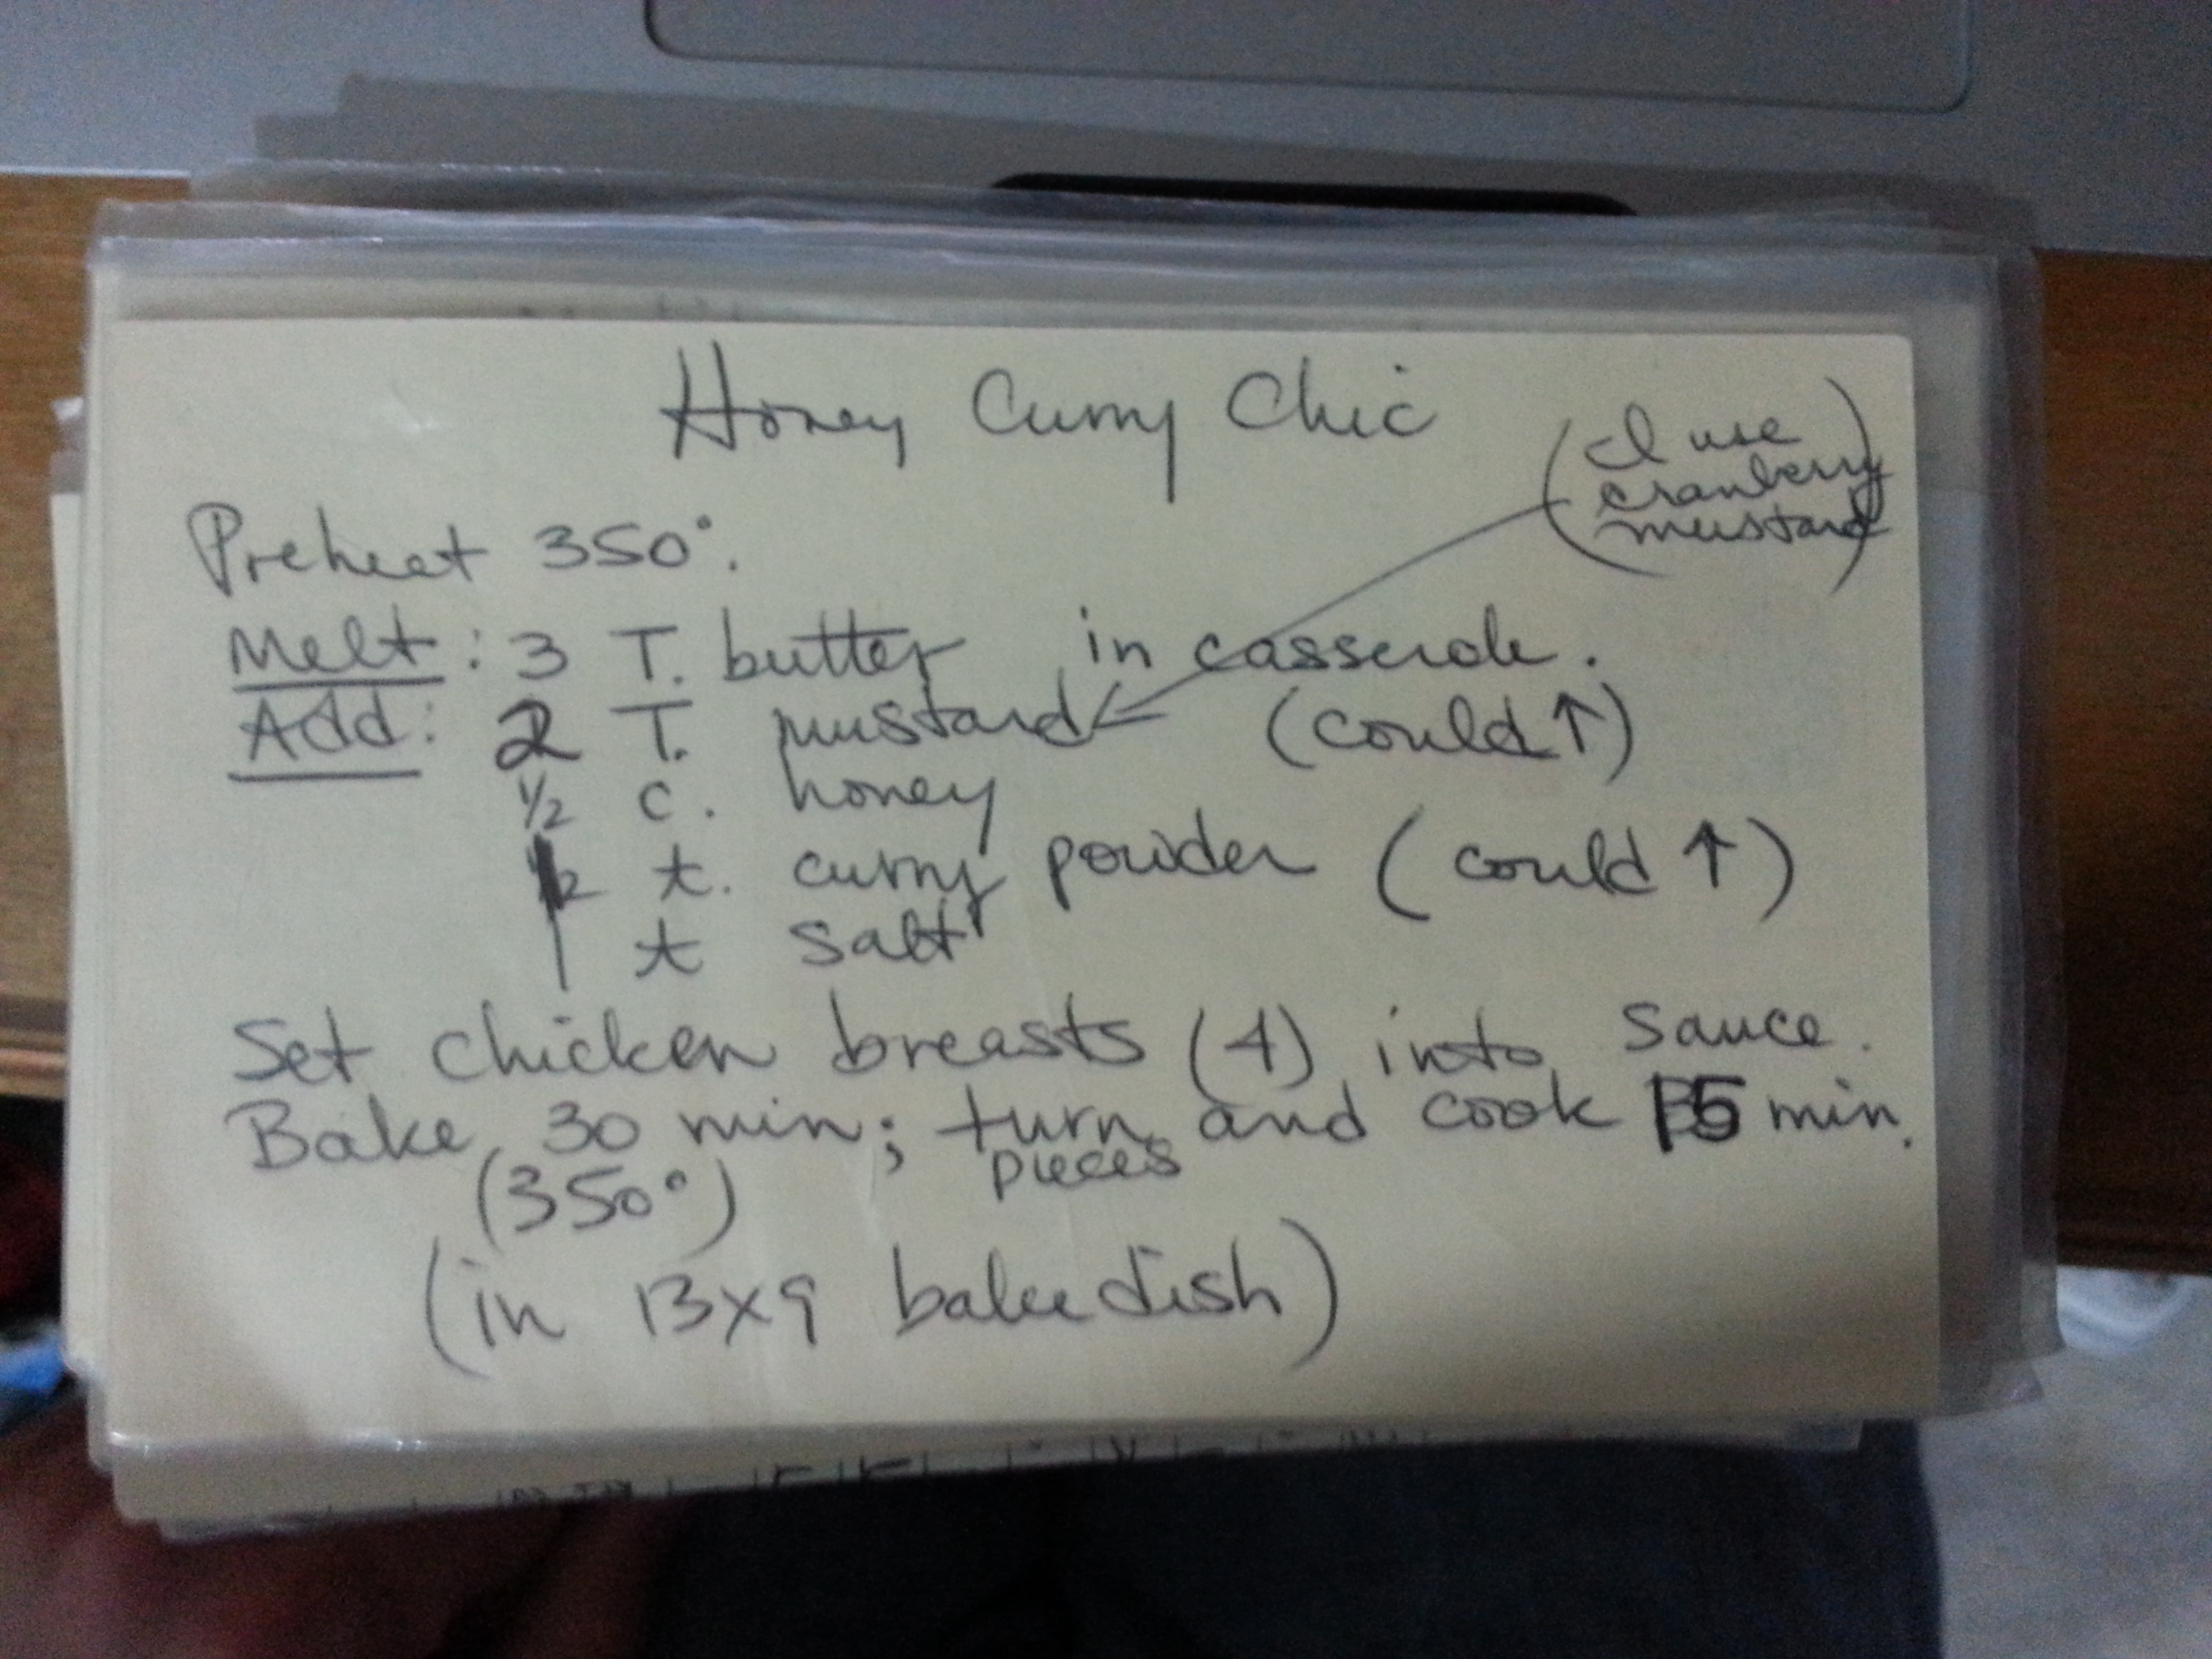 Honey Curry Chic
(I use
cranberry
mustard)
Preheat 350°.
Melt: 3 T. butter in casserole.
Add: 2 T. mustard (could ↑)
1/2 c. honey
t. curry powder (could ↑)
1 t salt
Set chicken breasts (4) into sauce.
Bake 30 min; turn and cook 15 min.
pieces
(350°)
(in 13x9 bake dish)